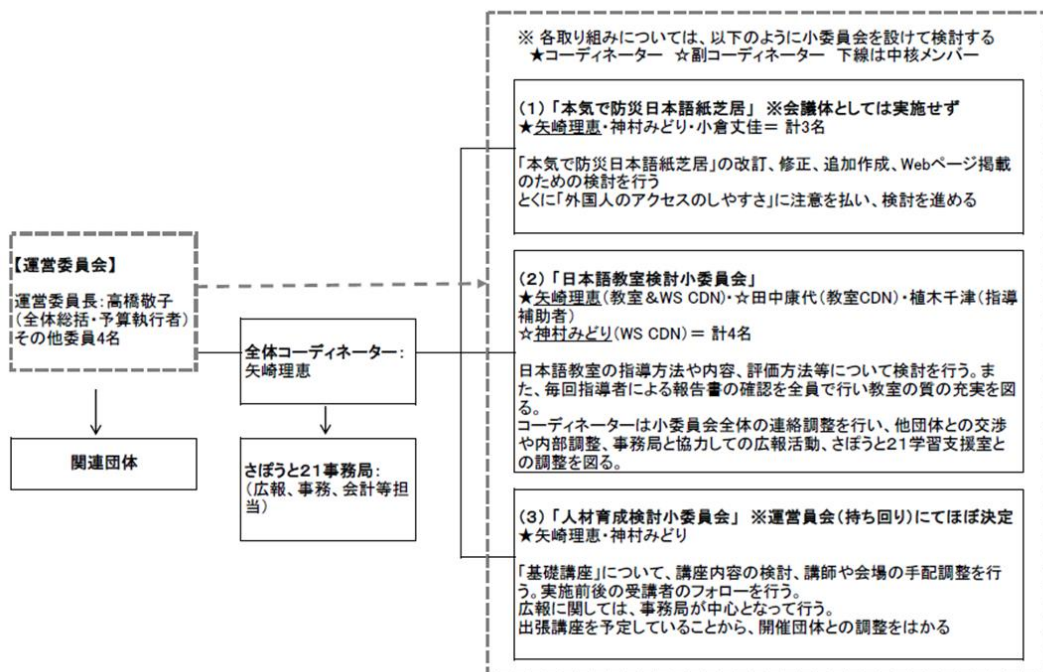 ※ 各取り組みについては、以下のように小委員会を設けて検討する
★コーディネーター ☆副コーディネーター 下線は中核メンバー
(1)「本気で防災日本語紙芝居」 ※会議体としては実施せず
★矢崎理恵・神村みどり・小倉丈佳= 計3名
「本気で防災日本語紙芝居」の改訂、修正、追加作成、Webページ掲載
のための検討を行う
とくに「外国人のアクセスのしやすさ」に注意を払い、検討を進める
【運営委員会】
運営委員長:高橋敬子
(全体総括・予算執行者)
その他委員4名
関連団体
全体コーディネーター:
矢崎理恵
さぽうと21事務局:
(広報、事務、会計等担
当)
(2)「日本語教室検討小委員会」
★矢崎理恵(教室&WS CDN)・☆田中康代(教室CDN)・植木千津(指導
補助者)
☆神村みどり(WS CDN)= 計4名
日本語教室の指導方法や内容、評価方法等について検討を行う。ま
た、毎回指導者による報告書の確認を全員で行い教室の質の充実を図
る。
コーディネーターは小委員会全体の連絡調整を行い、他団体との交渉
や内部調整、事務局と協力しての広報活動、さぽうと21学習支援室と
の調整を図る。
(3)「人材育成検討小委員会」 ※運営員会(持ち回り)にてほぼ決定
★矢崎理恵・神村みどり
「基礎講座」について、講座内容の検討、講師や会場の手配調整を行
う。実施前後の受講者のフォローを行う。
広報に関しては、事務局が中心となって行う。
出張講座を予定していることから、開催団体との調整をはかる